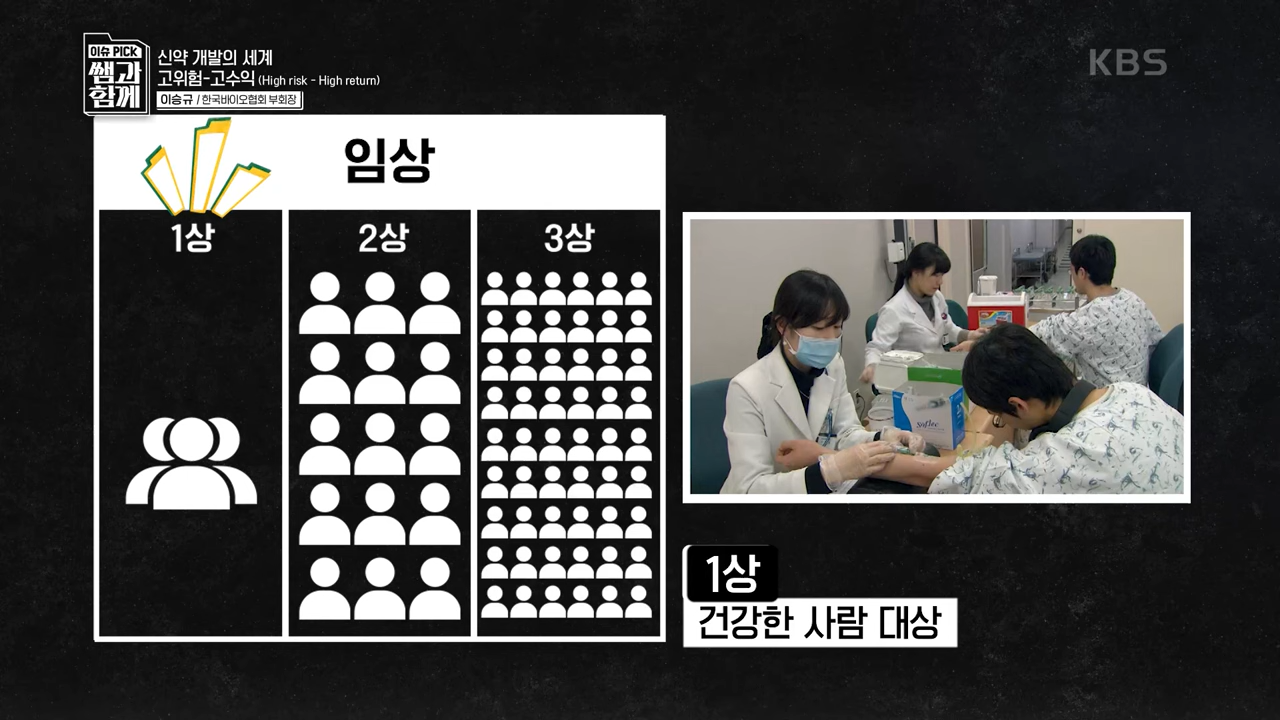 이슈 PICK
쌤과
함께
신약 개발의 세계
고위험-고수익 (High risk - High return)
이승규 / 한국바이오협회 부회장
KBS
임상
1상
2상
3상
Softec
1상
건강한 사람 대상